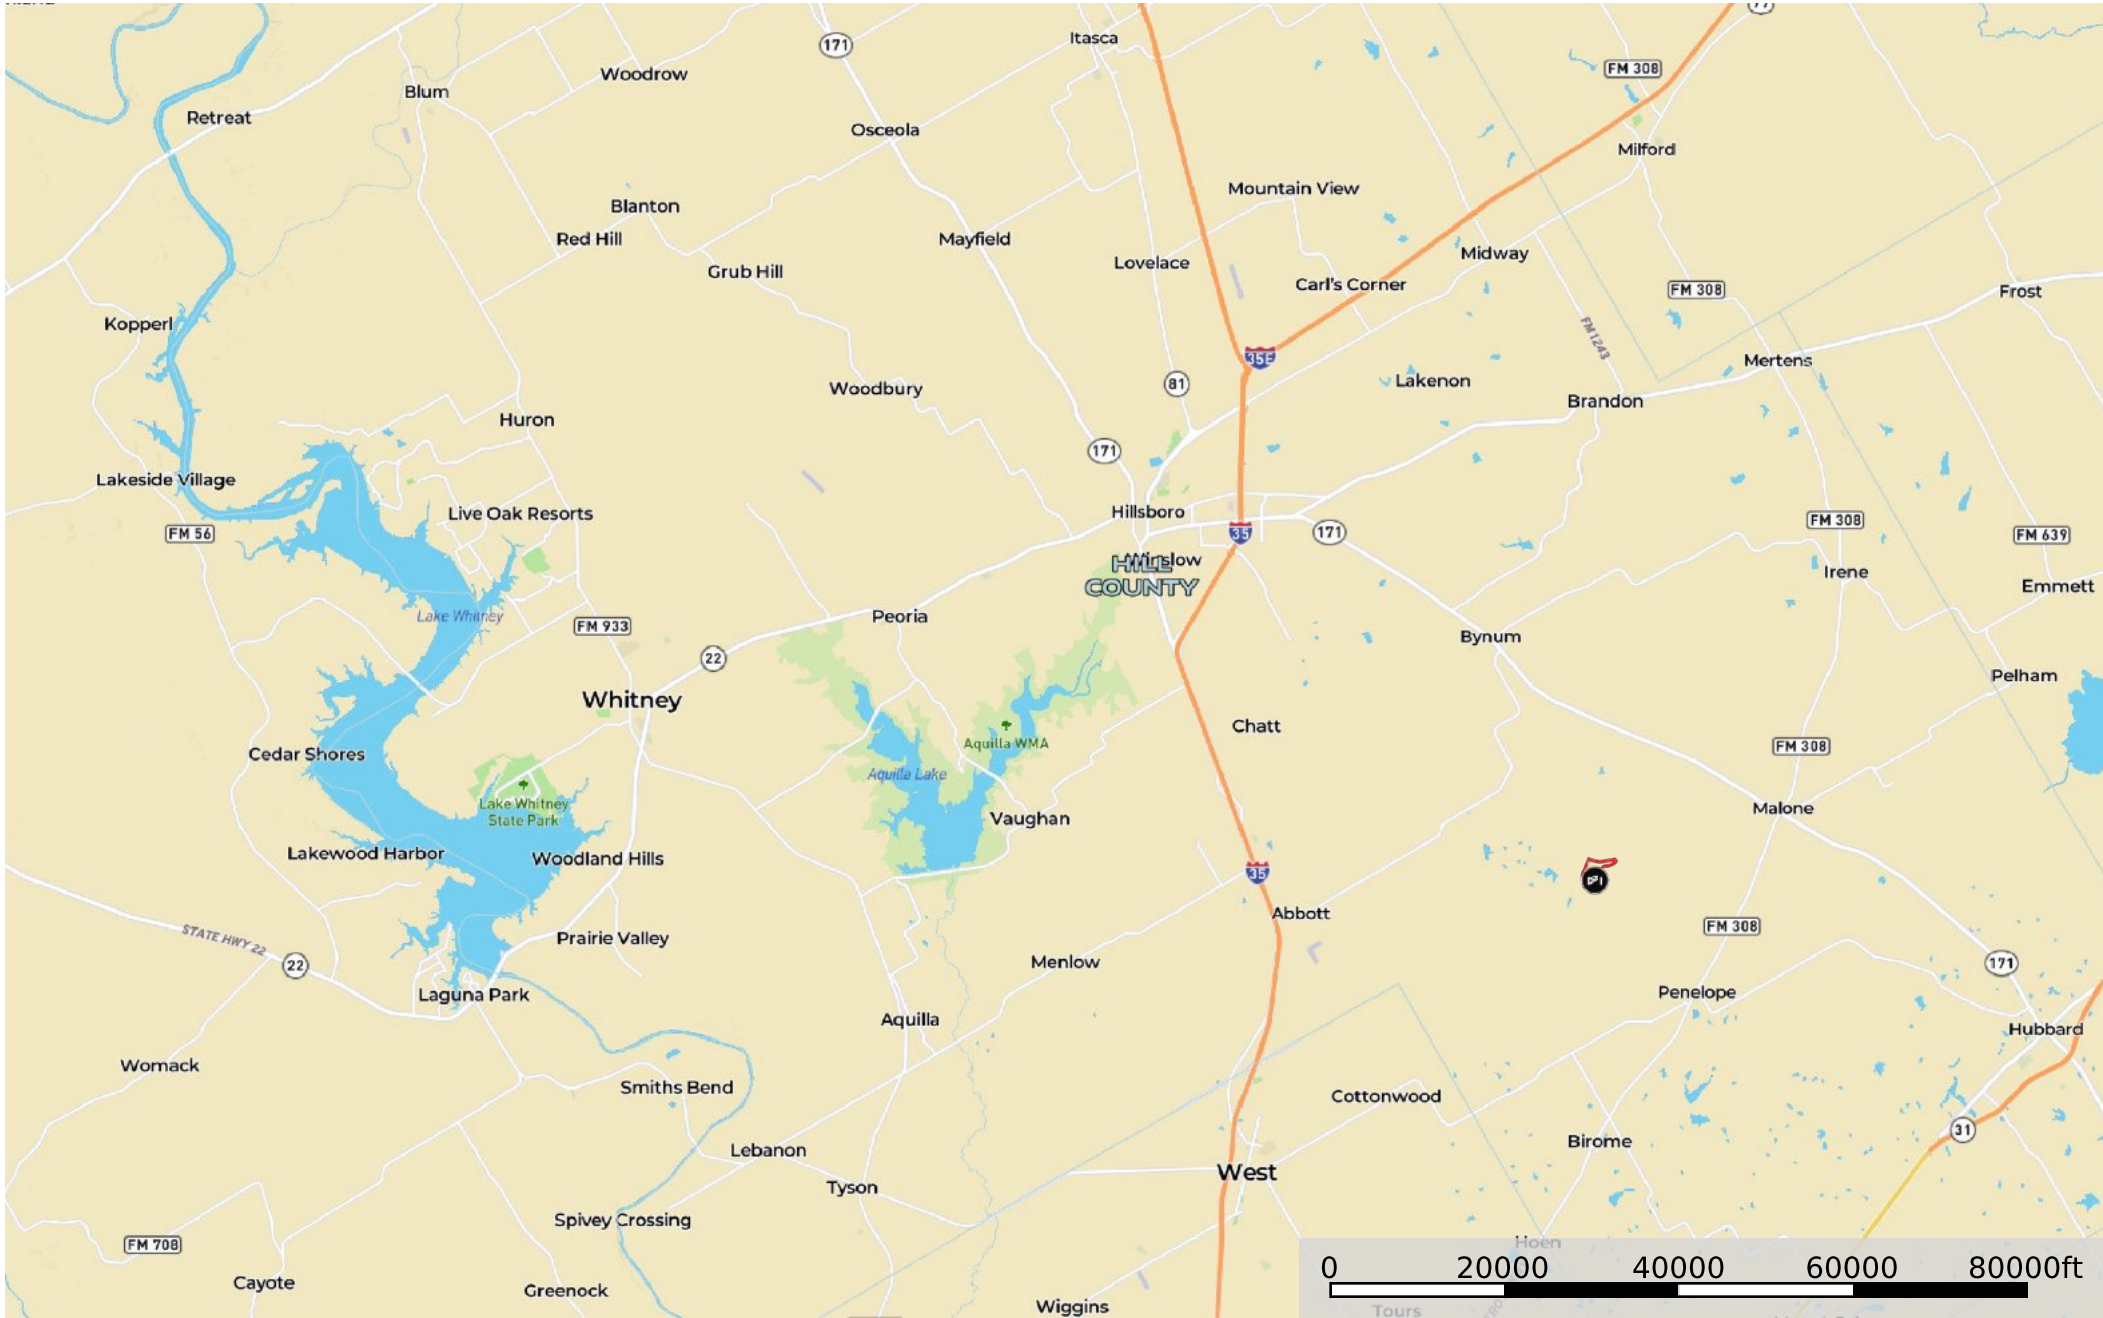 171
Itasca
77
FM 308
Woodrow
Blum
Retreat
Osceola
Milford
Mountain View
Blanton
Red Hill
Mayfield
Midway
Lovelace
Grub Hill
Carl's Corner
FM 308
Frost
Kopperl
FM 1243
35E
Mertens
Lakenon
81
Woodbury
Brandon
Huron
171
Lakeside Village
Live Oak Resorts
Hillsboro
FM 56
35
171
FM 308
FM 639
Winslow
HILL
COUNTY
Irene
Emmett
Lake Whitney
Peoria
FM 933
Bynum
22
Pelham
Whitney
Chatt
Aquilla WMA
FM 308
Cedar Shores
Aquilla Lake
Lake Whitney
State Park
Malone
Vaughan
Lakewood Harbor
Woodland Hills
35
Abbott
FM 308
STATE HWY 22
Prairie Valley
22
Menlow
171
Laguna Park
Penelope
Aquilla
Hubbard
Womack
Smiths Bend
Cottonwood
31
Birome
Lebanon
West
Tyson
Spivey Crossing
FM 708
Hoen
0 20000 40000 60000 80000ft
Cayote
Greenock
Wiggins
Tours